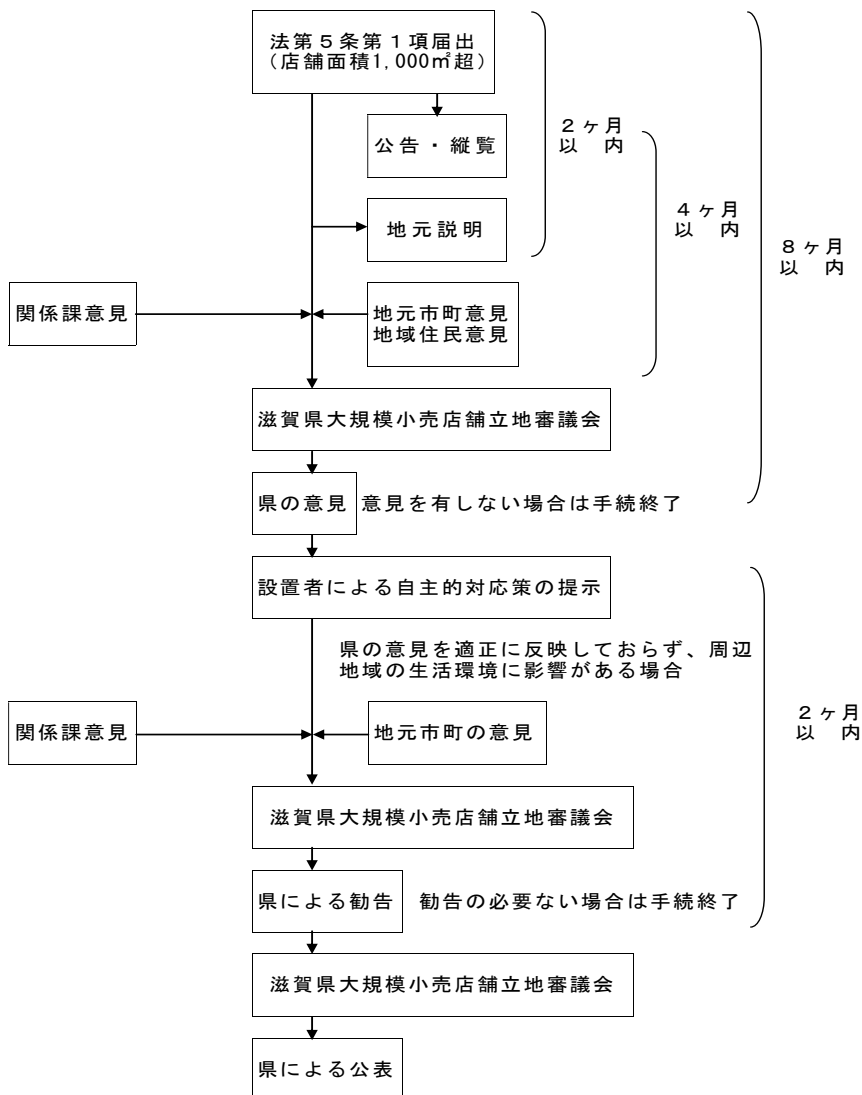 法第５条第１項届出
（店舗面積1,000㎡超）
公告・縦覧
２ヶ月
以　内
地元説明
４ヶ月
以　内
８ヶ月
以　内
関係課意見
地元市町意見
地域住民意見
滋賀県大規模小売店舗立地審議会
県の意見
意見を有しない場合は手続終了
設置者による自主的対応策の提示
県の意見を適正に反映しておらず、周辺
地域の生活環境に影響がある場合
関係課意見
地元市町の意見
２ヶ月
以　内
滋賀県大規模小売店舗立地審議会
県による勧告
勧告の必要ない場合は手続終了
滋賀県大規模小売店舗立地審議会
県による公表